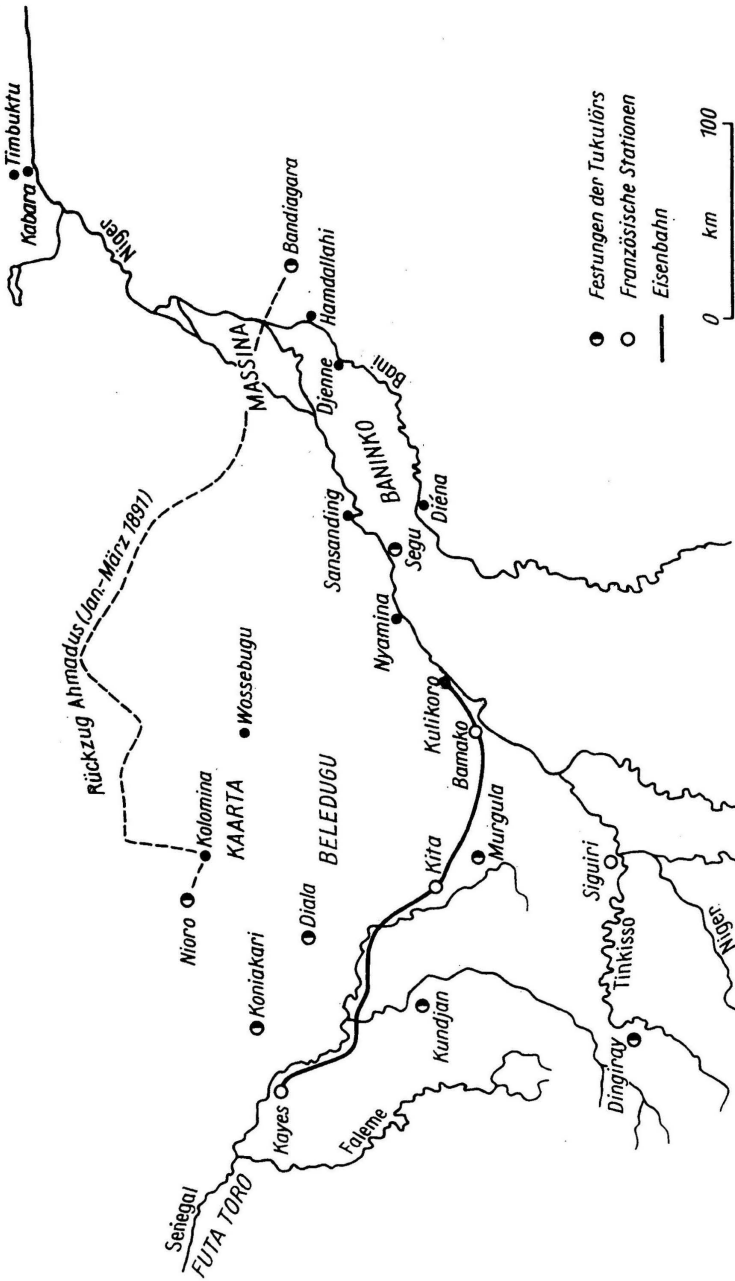 Timbuktu
Kabara
Niger
Bandiagara
Hamdallahi
MASSINA
Djenne
Bani
BANINKO
Rückzug Ahmadus (Jan.-März 1891)
Sansanding
Segu
Diéna
Nyamina
Wossebugu
Kulikoro
Bamako
Kolomina
KAARTA
BELEDUGU
Nioro
Diala
Kita
Murgula
Siguiri
Koniakari
Kundjan
Tinkisso
Niger
Dingiray
Kayes
Faleme
Senegal
FUTA TORO
Festungen der Tukulörs
Französische Stationen
Eisenbahn
0 km 100